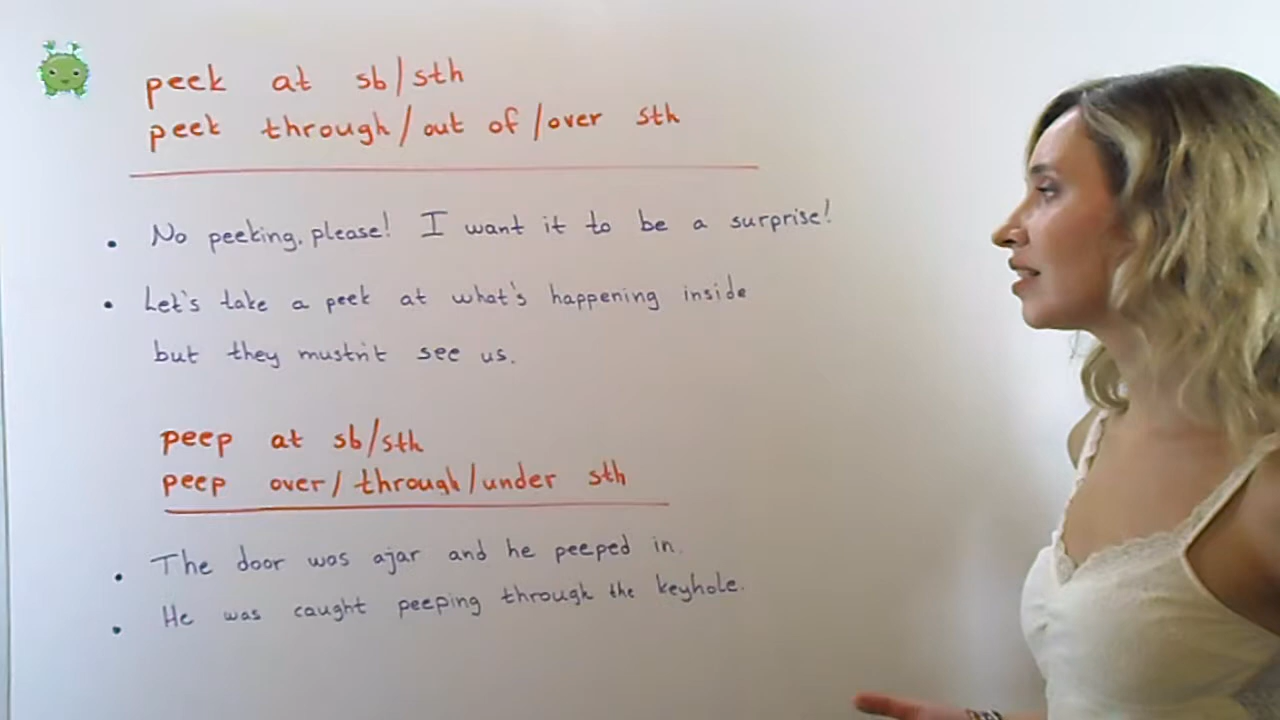 peek at sb/sth
peek through/out of/over sth
• No peeking, please! I want it to be a surprise!
• Let's take a peek at what's happening inside
but they mustn't see us.
peep at sb/sth
peep over/through/under sth
• The door was ajar and he peeped in.
• He was caught peeping through the keyhole.